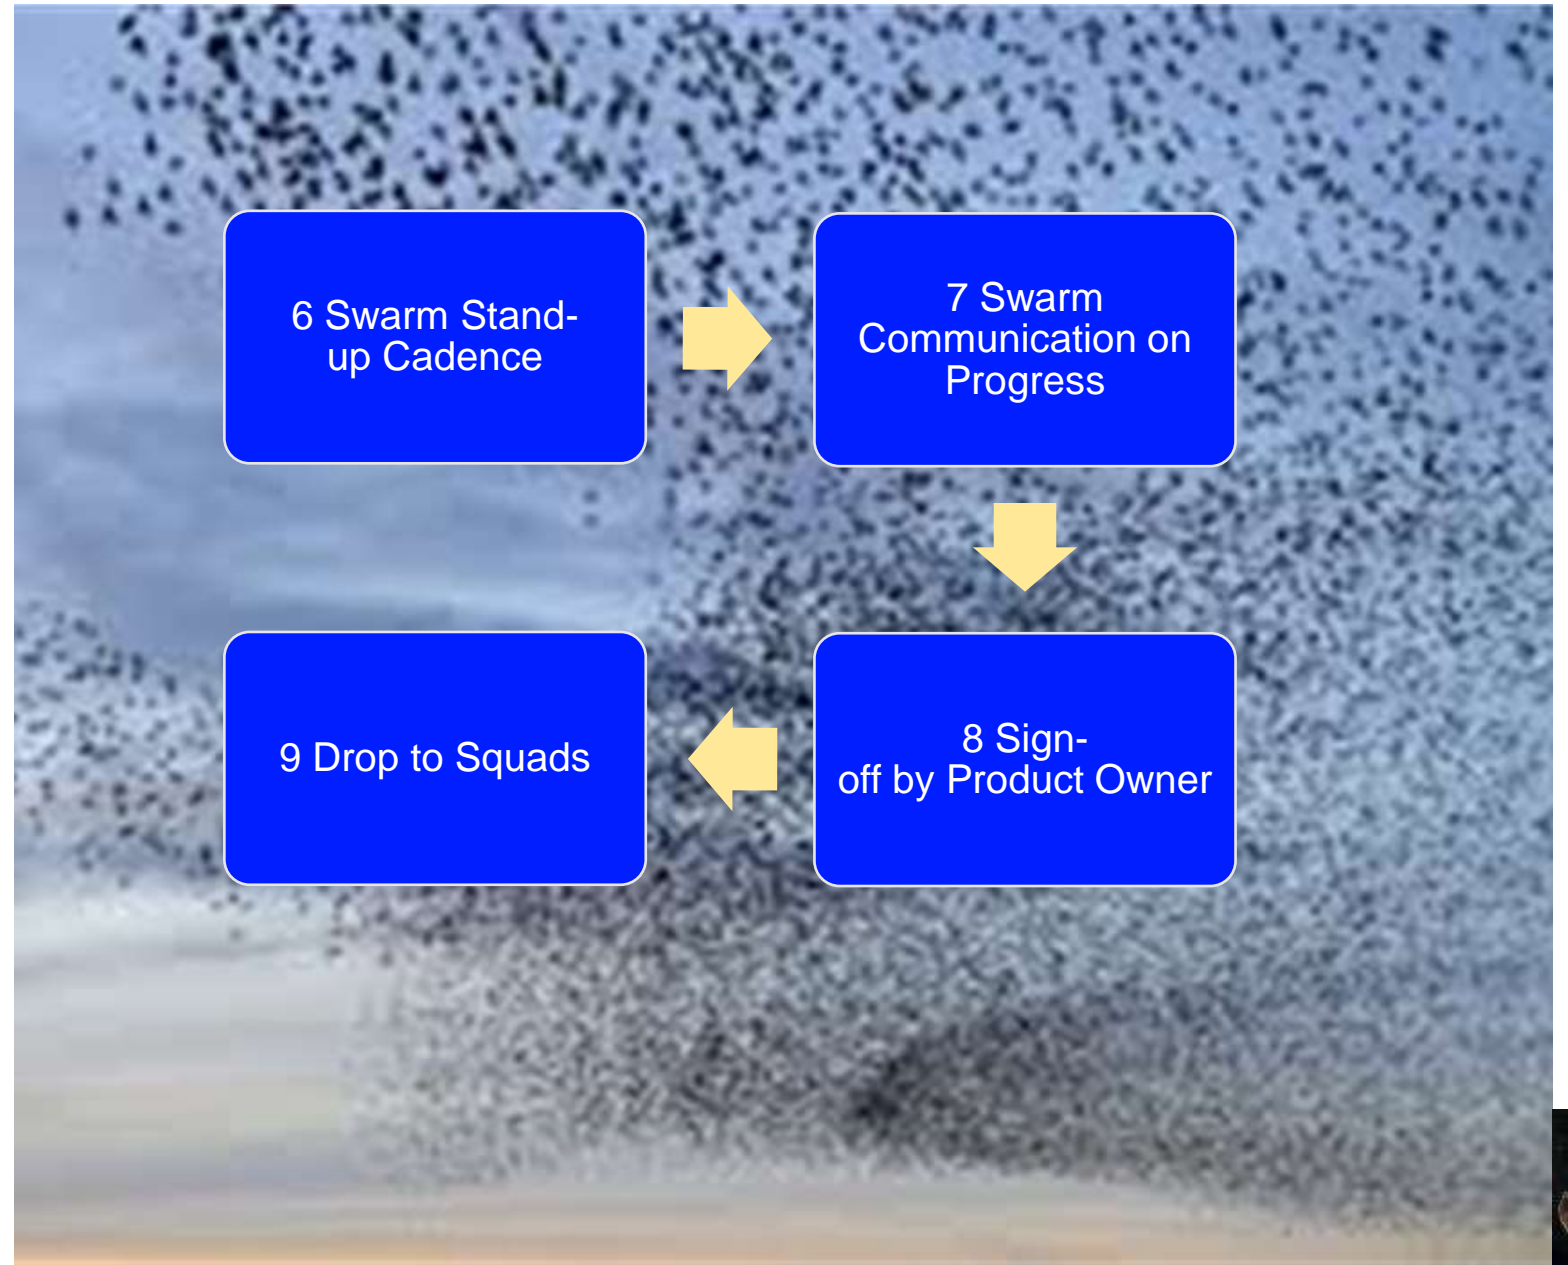 6 Swarm Stand-
up Cadence
7 Swarm
Communication on
Progress
8 Sign-
off by Product Owner
9 Drop to Squads